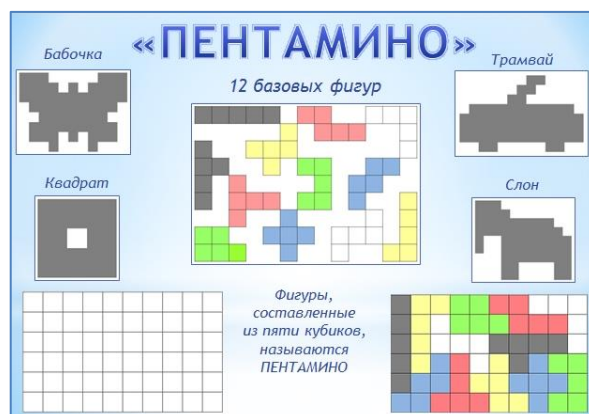 «ПЕНТАМИНО»
Бабочка
Трамвай
12 базовых фигур
Квадрат
Слон
Фигуры,
составленные
из пяти кубиков,
называются
ПЕНТАМИНО